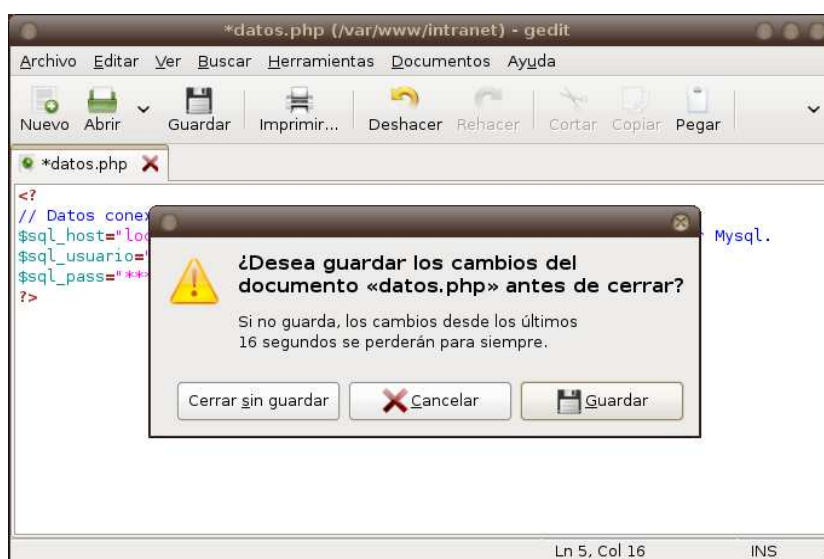 *datos.php (/var/www/intranet) - gedit
Archivo Editar Ver Buscar Herramientas Documentos Ayuda
Nuevo Abrir Guardar Imprimir... Deshacer Rehacer Cortar Copiar Pegar
*datos.php
<?
// Datos
$sql_host="
Mysql.
$sql_usuario="
$sql_pass="**
?>
¿Desea guardar los cambios del
documento «datos.php» antes de cerrar?
Si no guarda, los cambios desde los últimos
16 segundos se perderán para siempre.
Cerrar sin guardar Cancelar Guardar
Ln 5, Col 16 INS